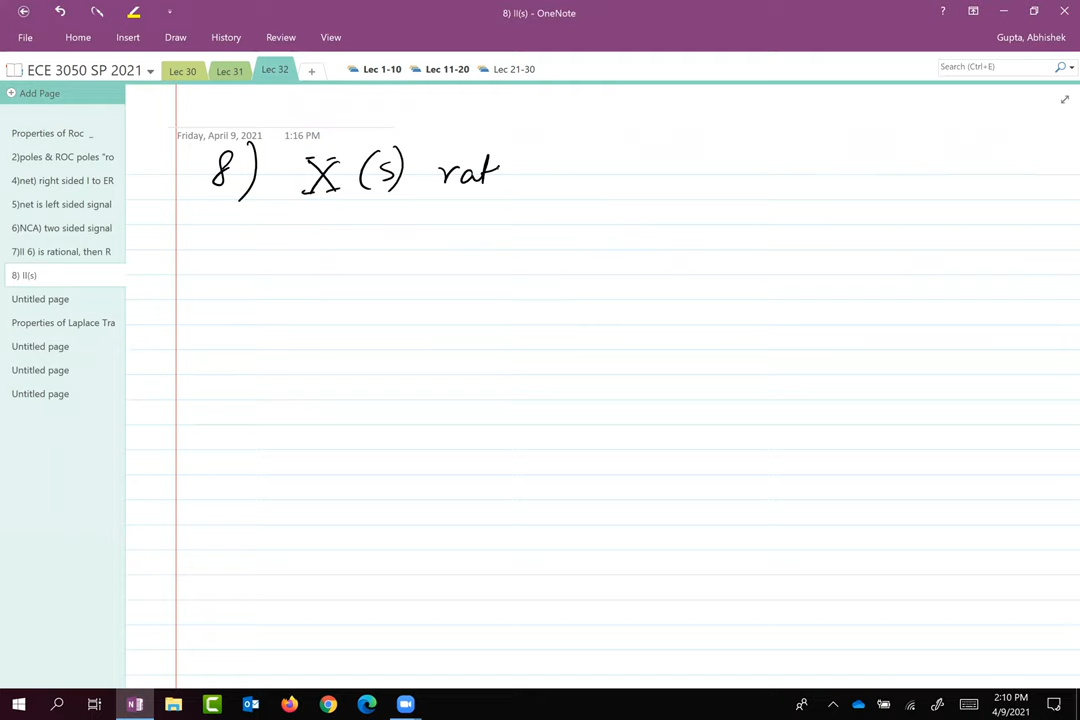 8) II(s) - OneNote
?
File
Home
Insert
Draw
History
Review
View
Gupta, Abhishek
ECE 3050 SP 2021
Lec 30
Lec 31
Lec 32
+
Lec 1-10
Lec 11-20
Lec 21-30
Search (Ctrl+E)
Add Page
Properties of Roc _
2)poles & ROC poles "ro
4)net) right sided I to ER
5)net is left sided signal
6)NCA) two sided signal
7)II 6) is rational, then R
8) II(s)
Untitled page
Properties of Laplace Tra
Untitled page
Untitled page
Untitled page
Friday, April 9, 2021 1:16 PM
8) X(s) rat
2:10 PM
4/9/2021